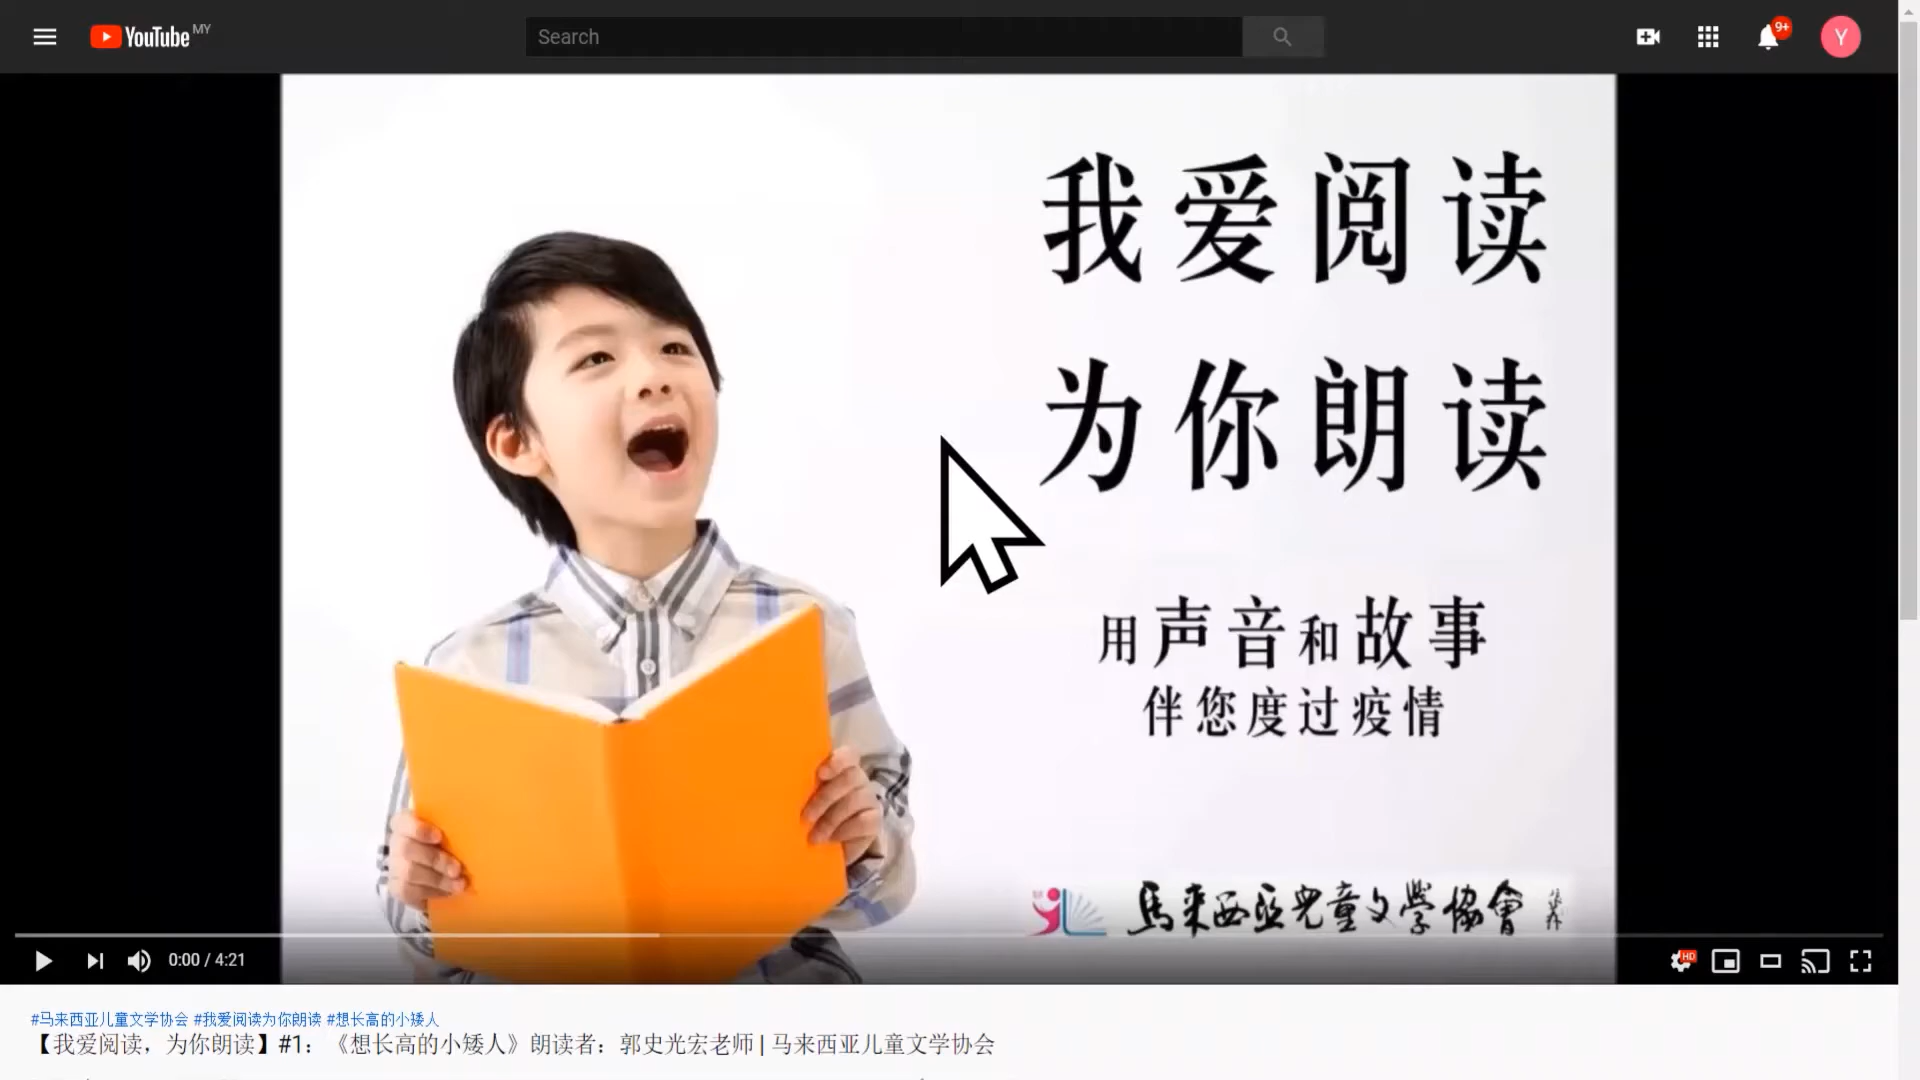 YouTube MY
Search
9+
Y
我爱阅读
为你朗读
用声音和故事
伴您度过疫情
馬来西亚兒童文学協會
0:00 / 4:21
HD
#马来西亚儿童文学协会 #我爱阅读为你朗读 #想长高的小矮人
【我爱阅读，为你朗读】#1：《想长高的小矮人》朗读者：郭史光宏老师 | 马来西亚儿童文学协会